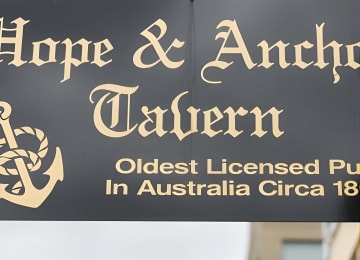 Hope & Ancho
Tavern
Oldest Licensed Pu
In Australia Circa 18